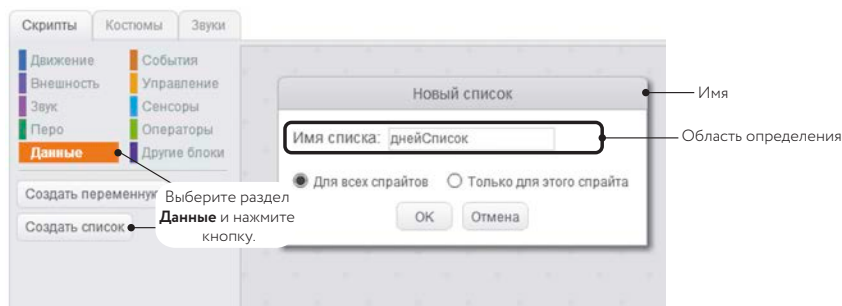 Скрипты Костюмы Звуки
Движение События
Внешность Управление
Звук Сенсоры
Перо Операторы
Данные Другие блоки
Создать переменную
Создать список
Выберите раздел
Данные и нажмите
кнопку.
Новый список
Имя списка: днейСписок
Для всех спрайтов Только для этого спрайта
OK Отмена
Имя
Область определения